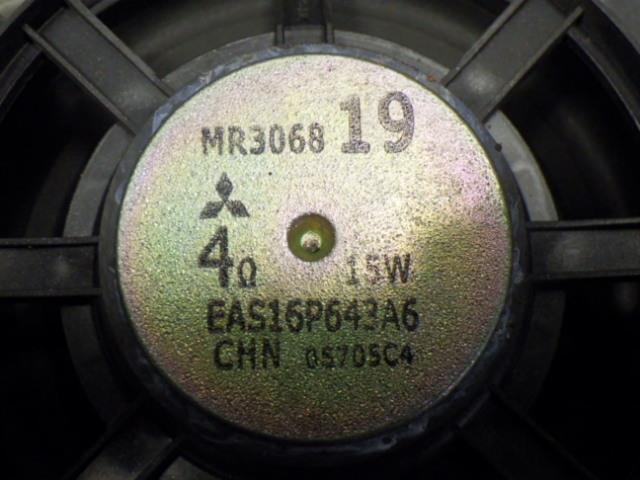 MR3068 19
4Ω 15W
EAS16P643A6
CHN 05705C4